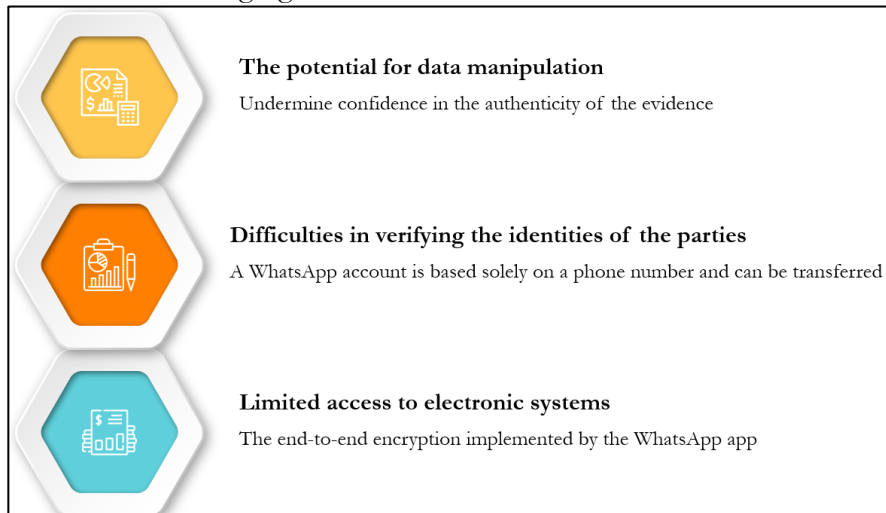 The potential for data manipulation
Undermine confidence in the authenticity of the evidence
Difficulties in verifying the identities of the parties
A WhatsApp account is based solely on a phone number and can be transferred
Limited access to electronic systems
The end-to-end encryption implemented by the WhatsApp app